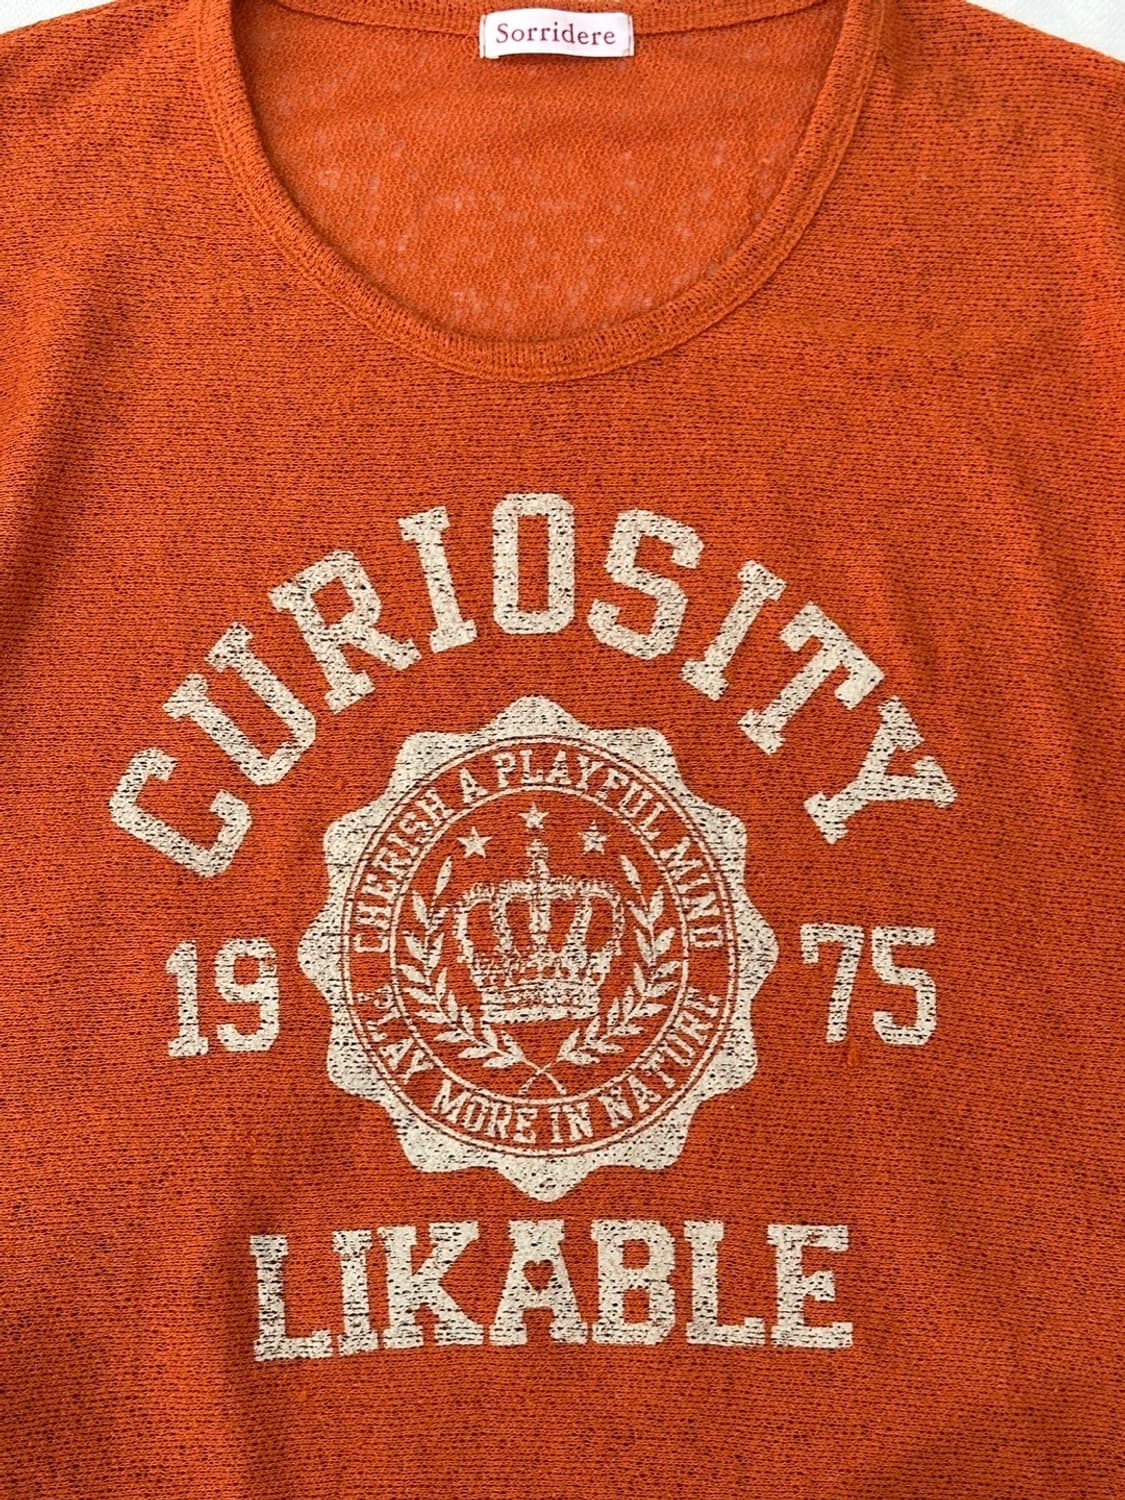 Sorridere
CURIOSITY
CHERISH A PLAYFUL MIND
19 75
PLAY MORE IN NATURE
LIKABLE